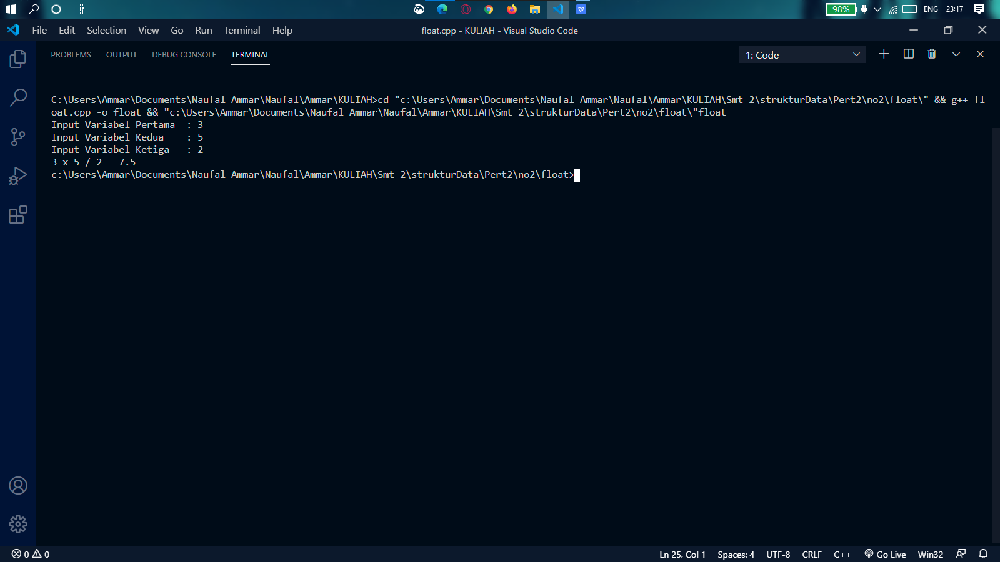 98% ENG 23:17
File Edit Selection View Go Run Terminal Help float.cpp - KULIAH - Visual Studio Code
PROBLEMS OUTPUT DEBUG CONSOLE TERMINAL 1: Code
C:\Users\Ammar\Documents\Naufal Ammar\Naufal\Ammar\KULIAH>cd "c:\Users\Ammar\Documents\Naufal Ammar\Naufal\Ammar\KULIAH\Smt 2\strukturData\Pert2\no2\float\" && g++ fl
oat.cpp -o float && "c:\Users\Ammar\Documents\Naufal Ammar\Naufal\Ammar\KULIAH\Smt 2\strukturData\Pert2\no2\float\"float
Input Variabel Pertama  : 3
Input Variabel Kedua    : 5
Input Variabel Ketiga   : 2
3 x 5 / 2 = 7.5
c:\Users\Ammar\Documents\Naufal Ammar\Naufal\Ammar\KULIAH\Smt 2\strukturData\Pert2\no2\float>
0 0 Ln 25, Col 1 Spaces: 4 UTF-8 CRLF C++ Go Live Win32